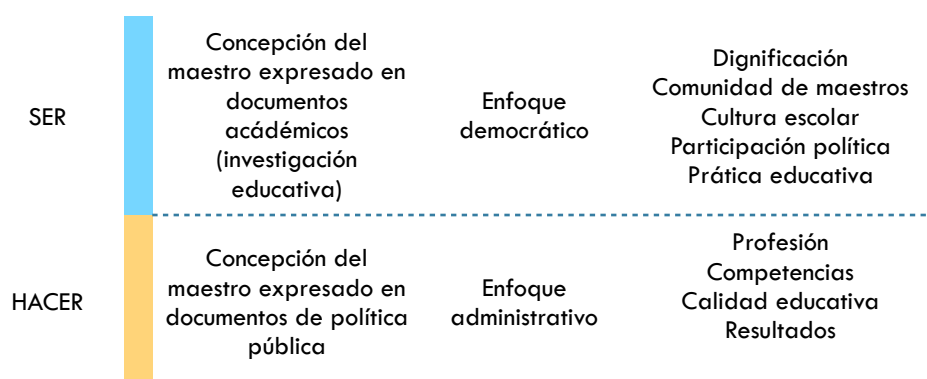 SER
Concepción del
maestro expresado en
documentos
acádémicos
(investigación
educativa)
Enfoque
democrático
Dignificación
Comunidad de maestros
Cultura escolar
Participación política
Prática educativa
HACER
Concepción del
maestro expresado en
documentos de política
pública
Enfoque
administrativo
Profesión
Competencias
Calidad educativa
Resultados